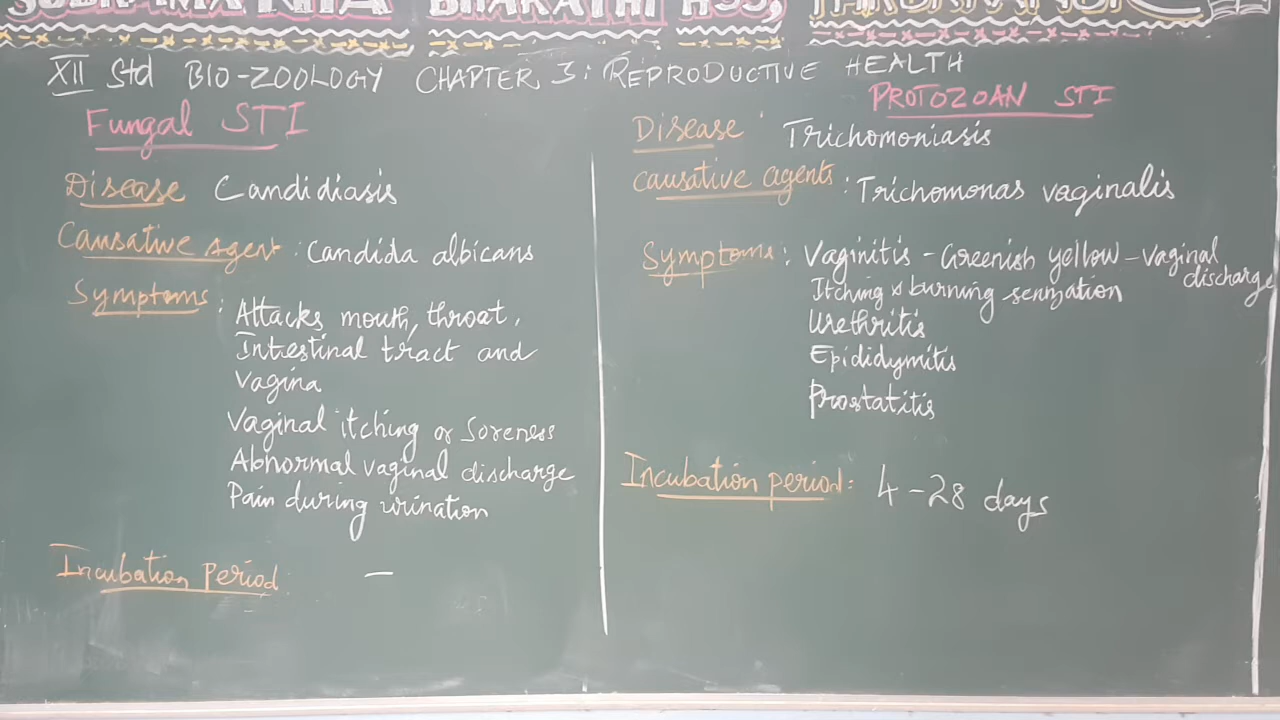 BHARATHI HSS,
XII Std BIO-ZOOLOGY CHAPTER 3: REPRODUCTIVE HEALTH
Fungal STI
Disease Candidiasis
Causative Agent : Candida albicans
Symptoms :
Attacks mouth, throat,
Intestinal tract and
Vagina
Vaginal itching or Soreness
Abnormal vaginal discharge
Pain during urination
Incubation Period: —
PROTOZOAN STI
Disease : Trichomoniasis
Causative agents : Trichomonas vaginalis
Symptoms : Vaginitis - Greenish yellow - vaginal
discharge
Itching & burning sensation
Urethritis
Epididymitis
Prostatitis
Incubation period: 4 - 28 days